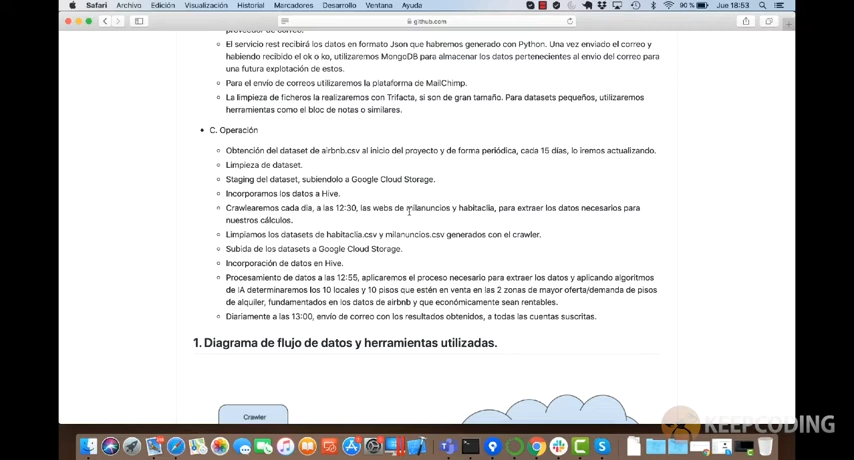 Safari Archivo Edición Visualización Historial Marcadores Desarrollo Ventana Ayuda
90 % Jue 18:53
github.com
proveedor de correo.
El servicio rest recibirá los datos en formato Json que habremos generado con Python. Una vez enviado el correo y
habiendo recibido el ok o ko, utilizaremos MongoDB para almacenar los datos pertenecientes al envio del correo para
una futura explotación de estos.
Para el envío de correos utilizaremos la plataforma de MailChimp.
La limpieza de ficheros la realizaremos con Trifacta, si son de gran tamaño. Para datasets pequeños, utilizaremos
herramientas como el bloc de notas o similares.
C. Operación
Obtención del dataset de airbnb.csv al inicio del proyecto y de forma periódica, cada 15 días, lo iremos actualizando.
Limpieza de dataset.
Staging del dataset, subiendolo a Google Cloud Storage.
Incorporamos los datos a Hive.
Crawlearemos cada dia, a las 12:30, las webs de milanuncios y habitaclia, para extraer los datos necesarios para
nuestros cálculos.
Limpiamos los datasets de habitaclia.csv y milanuncios.csv generados con el crawler.
Subida de los datasets a Google Cloud Storage.
Incorporación de datos en Hive.
Procesamiento de datos a las 12:55, aplicaremos el proceso necesario para extraer los datos y aplicando algoritmos
de IA determinaremos los 10 locales y 10 pisos que estén en venta en las 2 zonas de mayor oferta/demanda de pisos
de alquiler, fundamentados en los datos de airbnb y que económicamente sean rentables.
Diariamente a las 13:00, envío de correo con los resultados obtenidos, a todas las cuentas suscritas.
1. Diagrama de flujo de datos y herramientas utilizadas.
Crawler
KEEPCODING